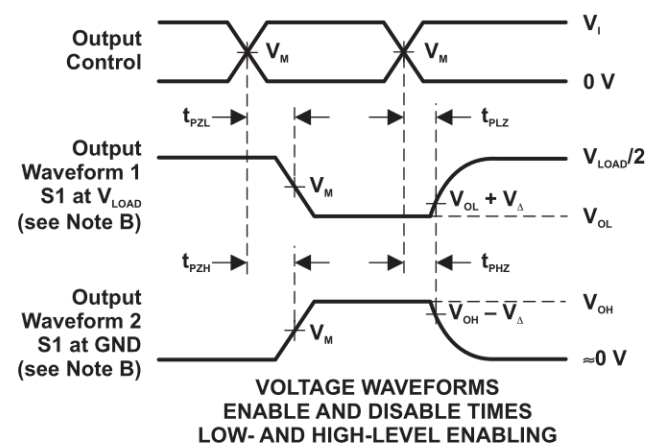 Output
Control
V_M
V_M
V_I
0 V
t_PZL
t_PLZ
Output
Waveform 1
S1 at V_LOAD
(see Note B)
V_M
V_LOAD/2
V_OL + V_Δ
V_OL
t_PZH
t_PHZ
Output
Waveform 2
S1 at GND
(see Note B)
V_M
V_OH
V_OH − V_Δ
≈0 V
VOLTAGE WAVEFORMS
ENABLE AND DISABLE TIMES
LOW- AND HIGH-LEVEL ENABLING